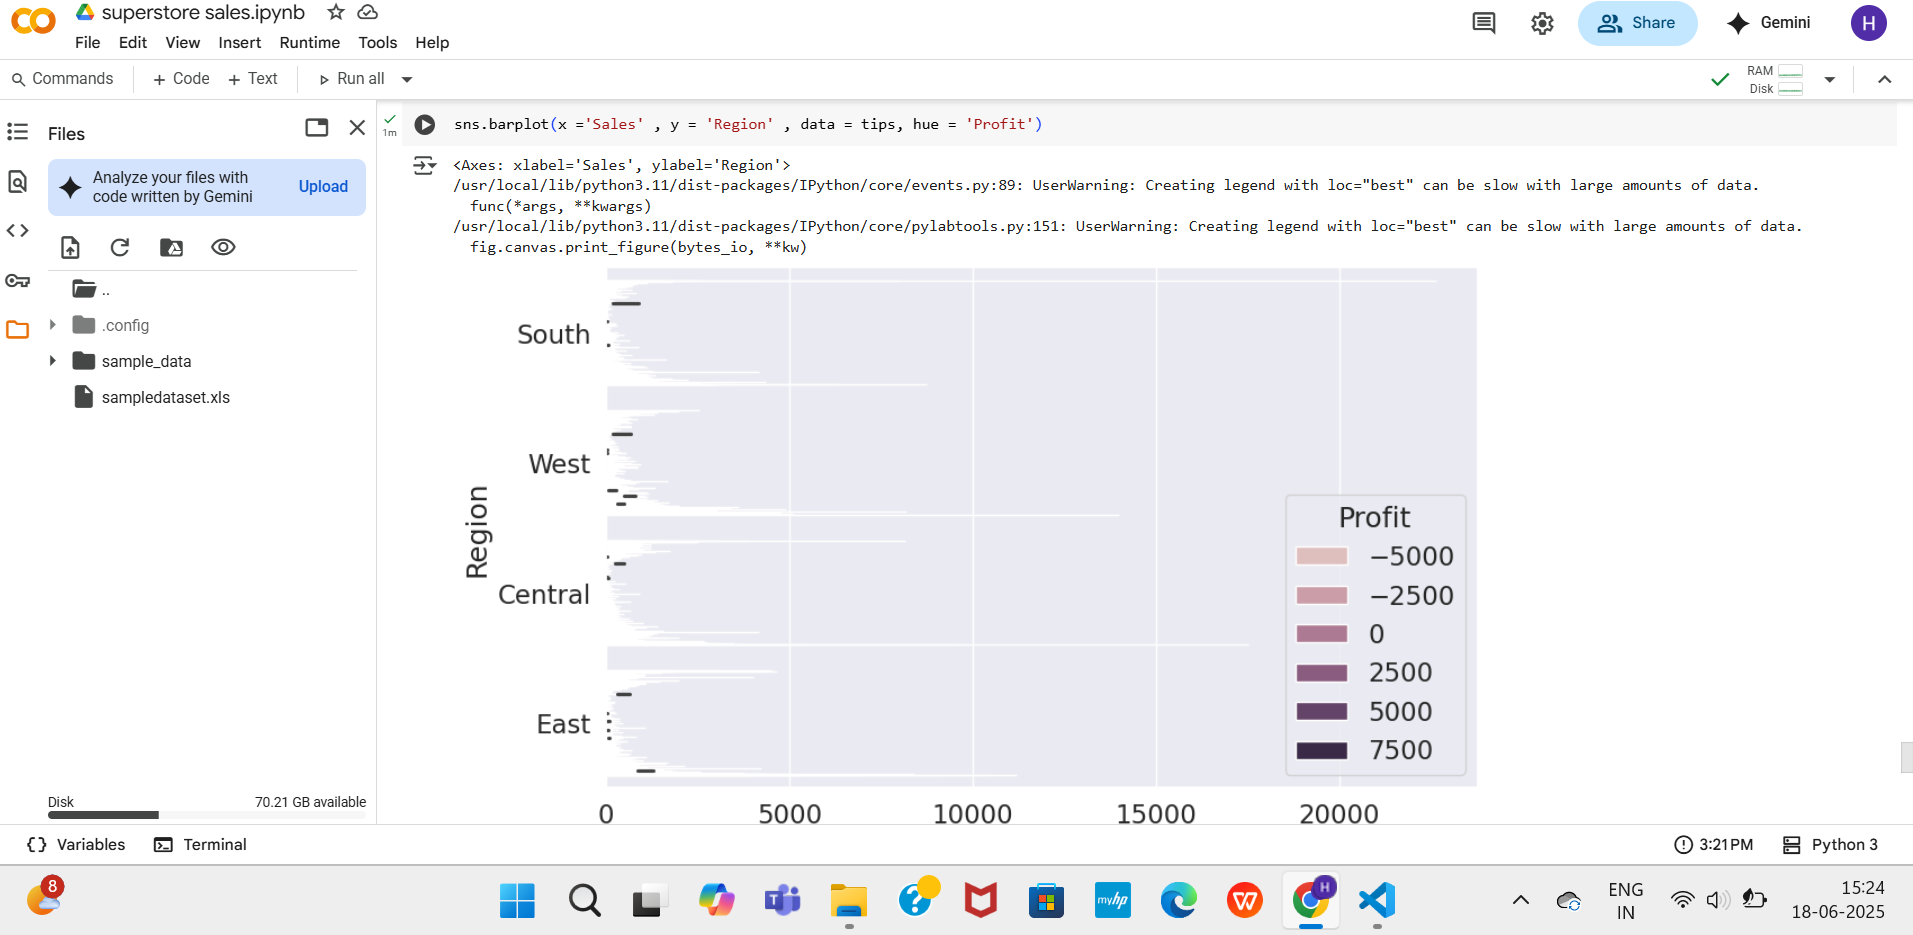 superstore sales.ipynb
File Edit View Insert Runtime Tools Help
Share
Gemini
H
Commands + Code + Text Run all
RAM
Disk
Files
Analyze your files with
code written by Gemini
Upload
..
.config
sample_data
sampledataset.xls
Disk 70.21 GB available
1m
sns.barplot(x ='Sales' , y = 'Region' , data = tips, hue = 'Profit')
<Axes: xlabel='Sales', ylabel='Region'>
/usr/local/lib/python3.11/dist-packages/IPython/core/events.py:89: UserWarning: Creating legend with loc="best" can be slow with large amounts of data.
func(*args, **kwargs)
/usr/local/lib/python3.11/dist-packages/IPython/core/pylabtools.py:151: UserWarning: Creating legend with loc="best" can be slow with large amounts of data.
fig.canvas.print_figure(bytes_io, **kw)
South
West
Central
East
Region
Profit
−5000
−2500
0
2500
5000
7500
0 5000 10000 15000 20000
Variables Terminal
3:21 PM Python 3
8
myhp
H
ENG
IN
15:24
18-06-2025